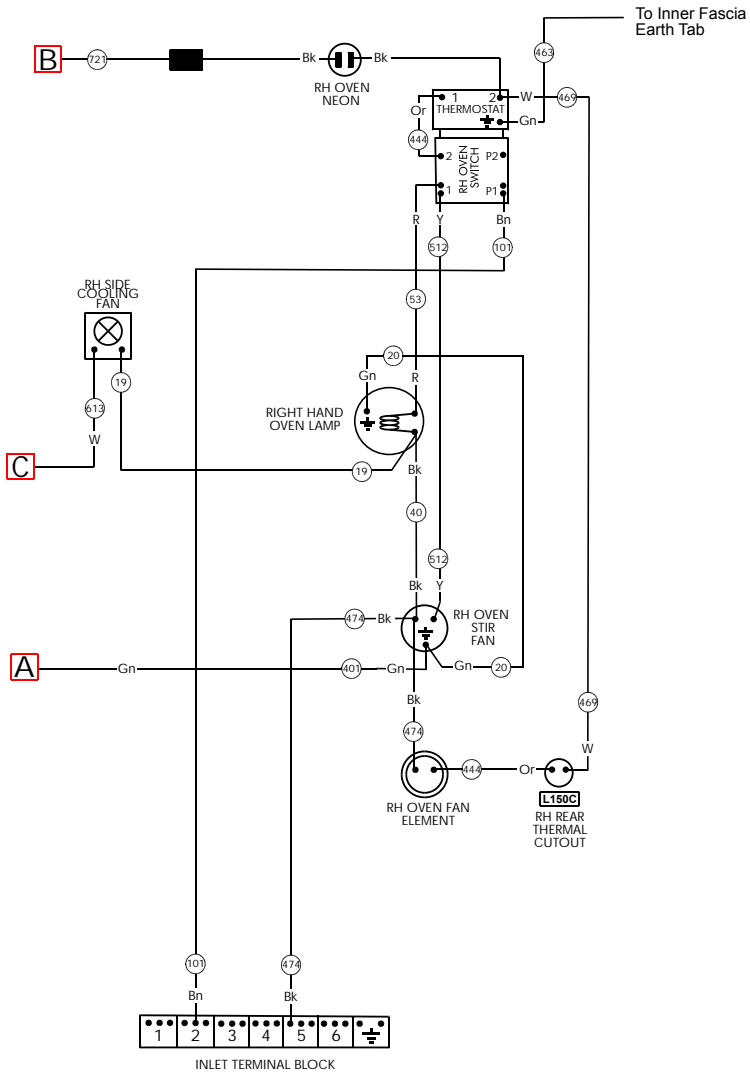 To Inner Fascia
Earth Tab
463
B
721
Bk
Bk
RH OVEN
NEON
1
2
THERMOSTAT
W
469
Or
Gn
444
2
P2
RH OVEN
SWITCH
1
P1
R
Y
Bn
512
101
RH SIDE
COOLING
FAN
53
20
19
Gn
R
613
RIGHT HAND
OVEN LAMP
W
C
19
Bk
40
512
Bk
Y
474
Bk
RH OVEN
STIR
FAN
A
Gn
401
Gn
Gn
20
Bk
469
474
W
444
Or
L150C
RH OVEN FAN
ELEMENT
RH REAR
THERMAL
CUTOUT
101
474
Bn
Bk
1
2
3
4
5
6
INLET TERMINAL BLOCK